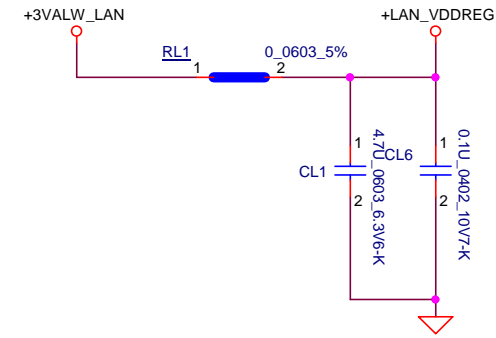 +3VALW_LAN
+LAN_VDDREG
RL1
0_0603_5%
1
2
1
1
CL1
4.7U_0603_6.3V6-K
CL6
0.1U_0402_10V7-K
2
2